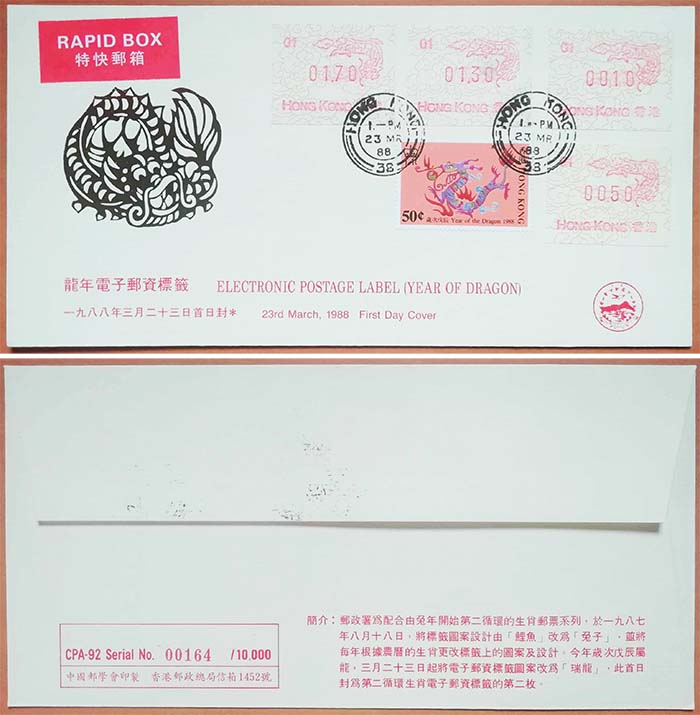 RAPID BOX
特快郵箱
01 01.70 HONG KONG 香港
01 01.30 HONG KONG 香港
01 00.10 HONG KONG 香港
HONG KONG
1-PM
23 MR
88
38
HONG KONG
1-PM
23 MR
88
38
00.50 HONG KONG 香港
HONG KONG
50¢ 歲次戊辰 Year of the Dragon 1988
龍年電子郵資標籤 ELECTRONIC POSTAGE LABEL (YEAR OF DRAGON)
一九八八年三月二十三日首日封* 23rd March, 1988 First Day Cover
簡介：郵政署爲配合由兔年開始第二循環的生肖郵票系列，於一九八七
年八月十八日，將標籤圖案設計由「鯉魚」改爲「兔子」，並將
每年根據農曆的生肖更改標籤上的圖案及設計。今年歲次戊辰屬
龍，三月二十三日起將電子郵資標籤圖案改爲「瑞龍」，此首日
封爲第二循環生肖電子郵資標籤的第二枚。
CPA-92 Serial No. 00164 /10,000
中國郵學會印製 香港郵政總局信箱1452號